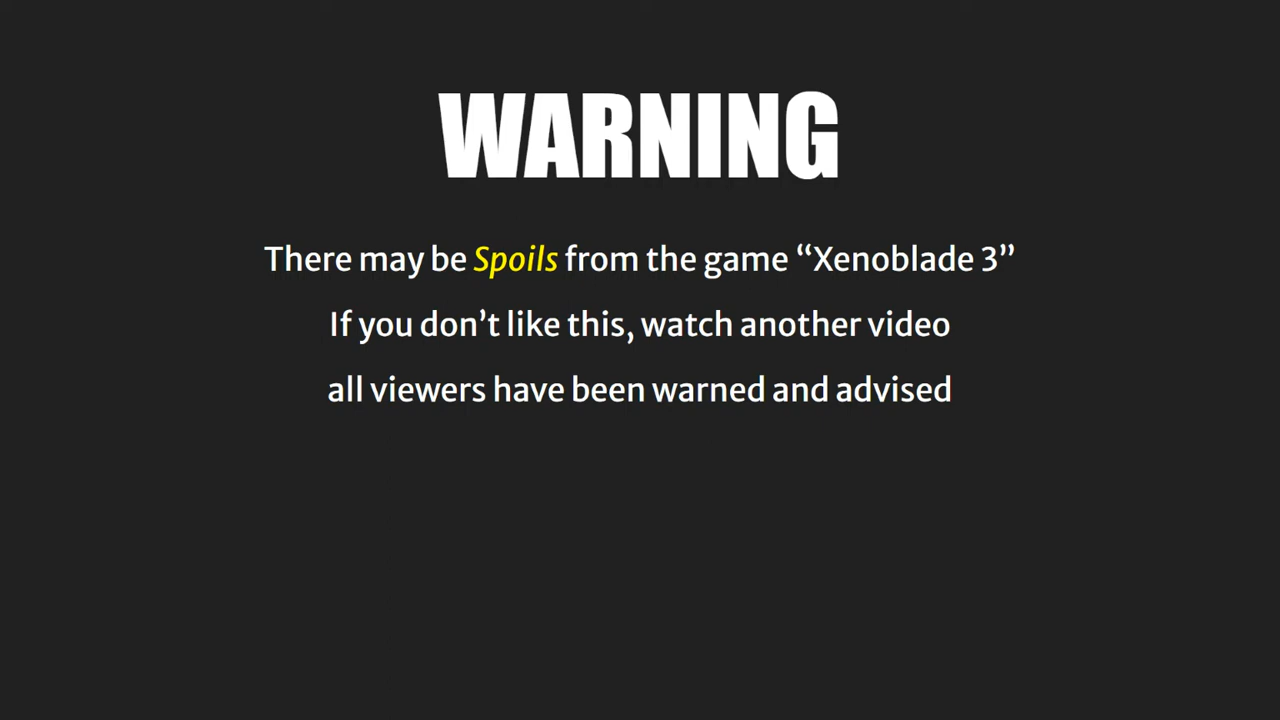 WARNING
There may be Spoils from the game “Xenoblade 3”
If you don’t like this, watch another video
all viewers have been warned and advised